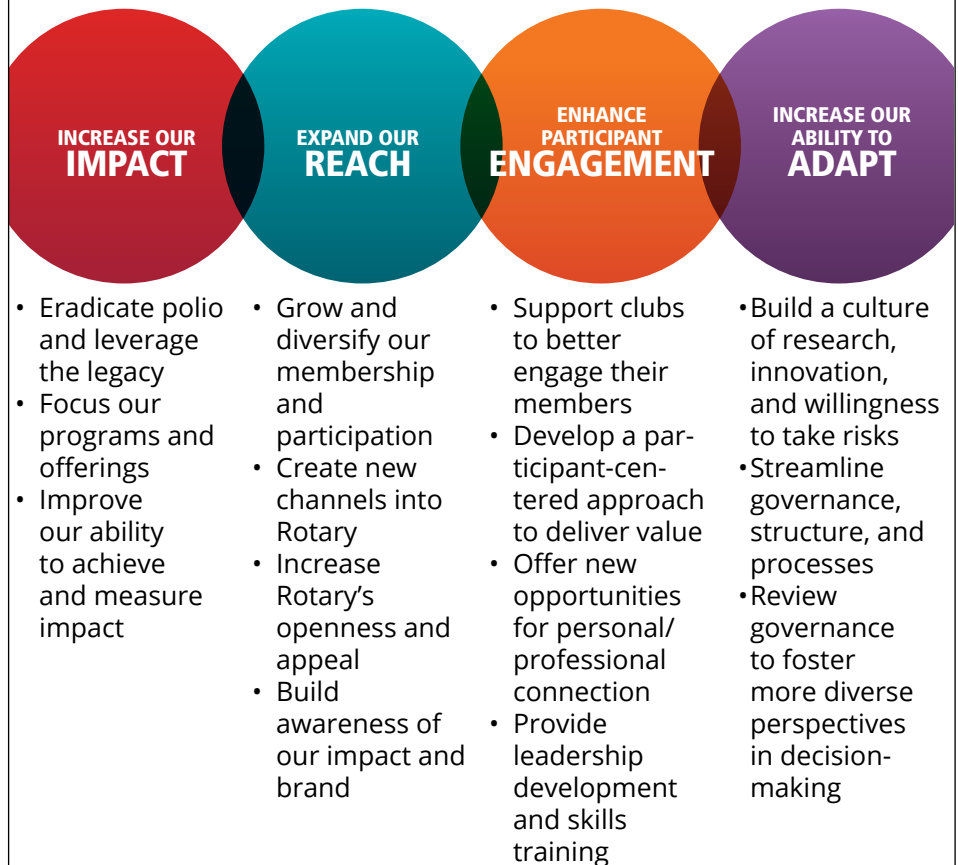 INCREASE OUR
IMPACT
EXPAND OUR
REACH
ENHANCE
PARTICIPANT
ENGAGEMENT
INCREASE OUR
ABILITY TO
ADAPT
• Eradicate polio
and leverage
the legacy
• Focus our
programs and
offerings
• Improve
our ability
to achieve
and measure
impact
• Grow and
diversify our
membership
and
participation
• Create new
channels into
Rotary
• Increase
Rotary’s
openness and
appeal
• Build
awareness of
our impact and
brand
• Support clubs
to better
engage their
members
• Develop a par-
ticipant-cen-
tered approach
to deliver value
• Offer new
opportunities
for personal/
professional
connection
• Provide
leadership
development
and skills
training
•Build a culture
of research,
innovation,
and willingness
to take risks
•Streamline
governance,
structure, and
processes
•Review
governance
to foster
more diverse
perspectives
in decision-
making